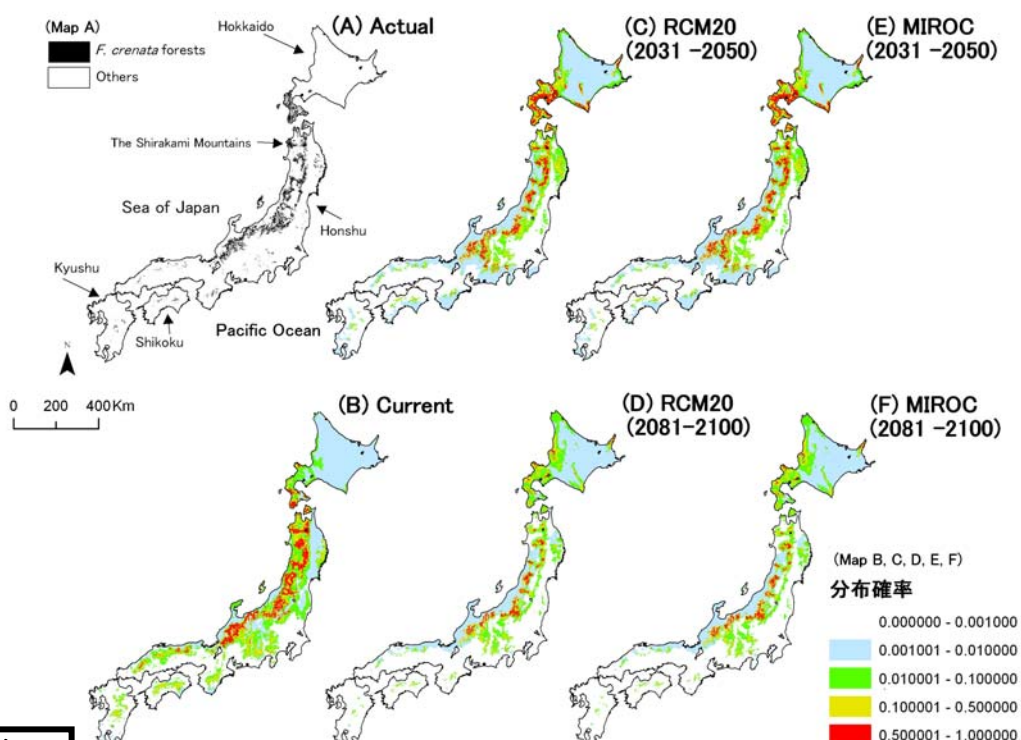 (Map A)
F. crenata forests
Others
Hokkaido
The Shirakami Mountains
Sea of Japan
Honshu
Kyushu
Shikoku
Pacific Ocean
N
0 200 400Km
(A) Actual
(C) RCM20
(2031 -2050)
(E) MIROC
(2031 -2050)
(B) Current
(D) RCM20
(2081-2100)
(F) MIROC
(2081 -2100)
(Map B, C, D, E, F)
分布確率
0.000000 - 0.001000
0.001001 - 0.010000
0.010001 - 0.100000
0.100001 - 0.500000
0.500001 - 1.000000